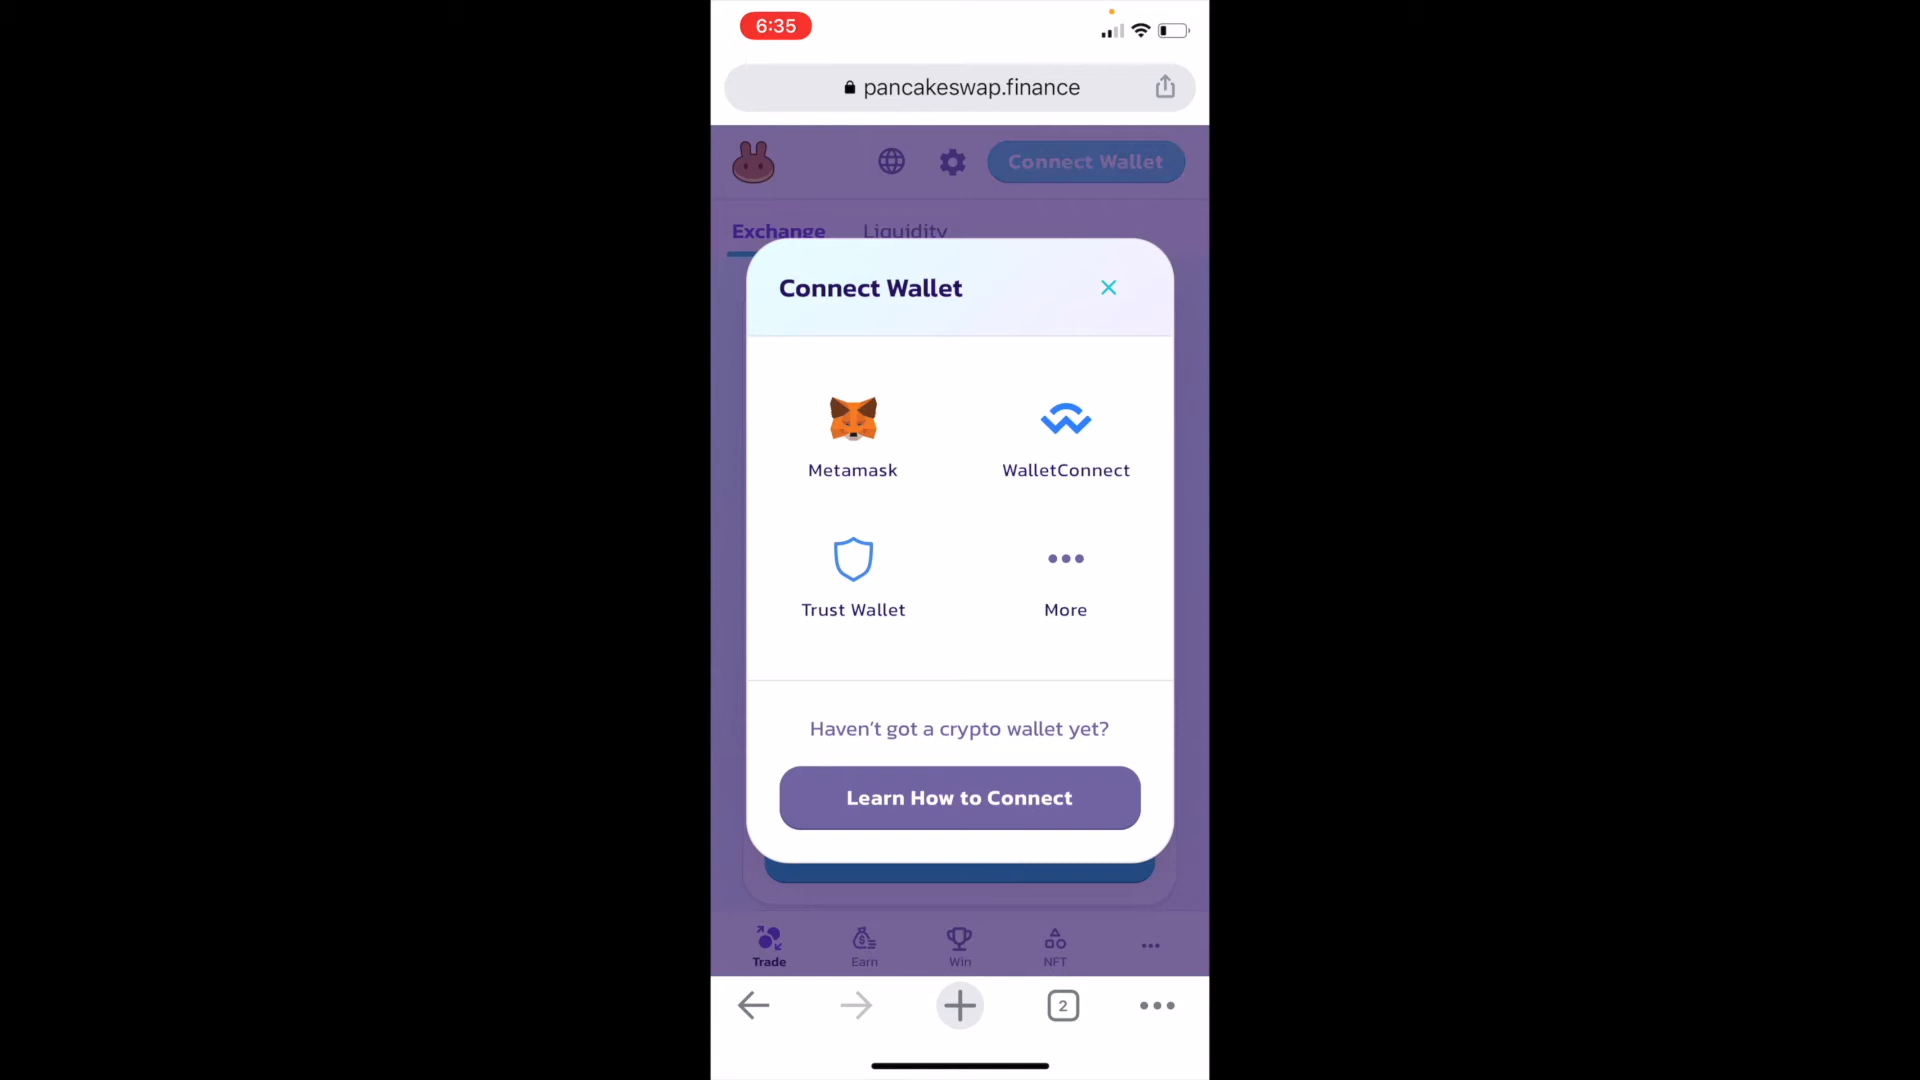 6:35
pancakeswap.finance
Connect Wallet
Exchange Liquidity
Connect Wallet
Metamask WalletConnect
Trust Wallet More
Haven't got a crypto wallet yet?
Learn How to Connect
Trade Earn Win NFT
2